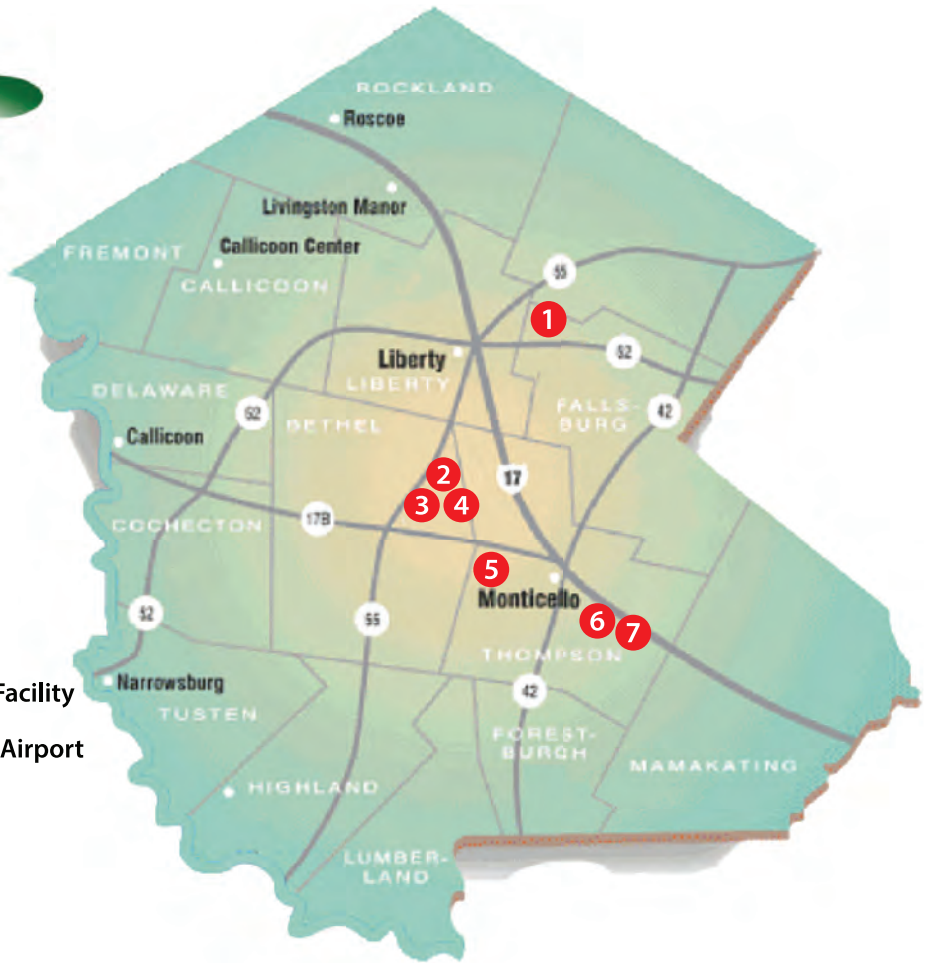 ROCKLAND
Roscoe
Livingston Manor
FREMONT
Callicoon Center
CALLICOON
55
1
52
Liberty
LIBERTY
DELAWARE
52
BETHEL
FALLS-
BURG
42
Callicoon
2
17
3
4
COCHECTON
17B
5
Monticello
52
55
6
7
THOMPSON
Facility
Narrowsburg
42
TUSTEN
Airport
FOREST-
BURGH
MAMAKATING
HIGHLAND
LUMBER-
LAND